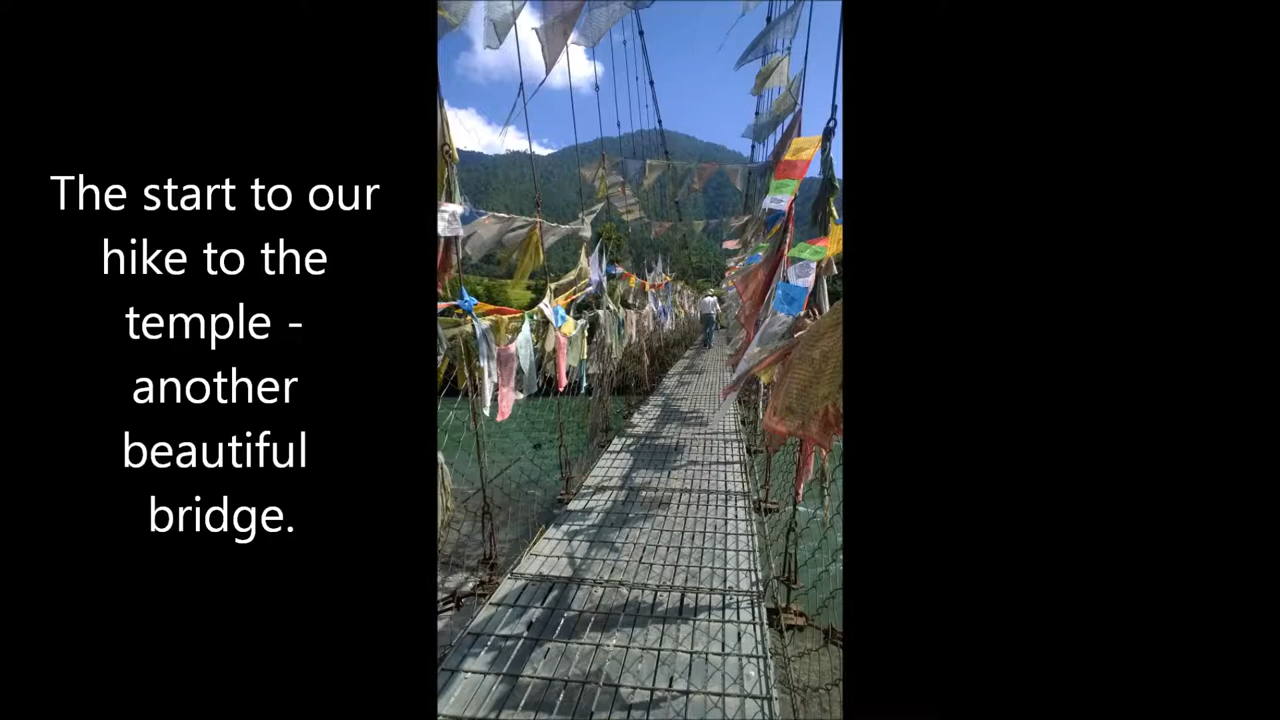 The start to our
hike to the
temple -
another
beautiful
bridge.